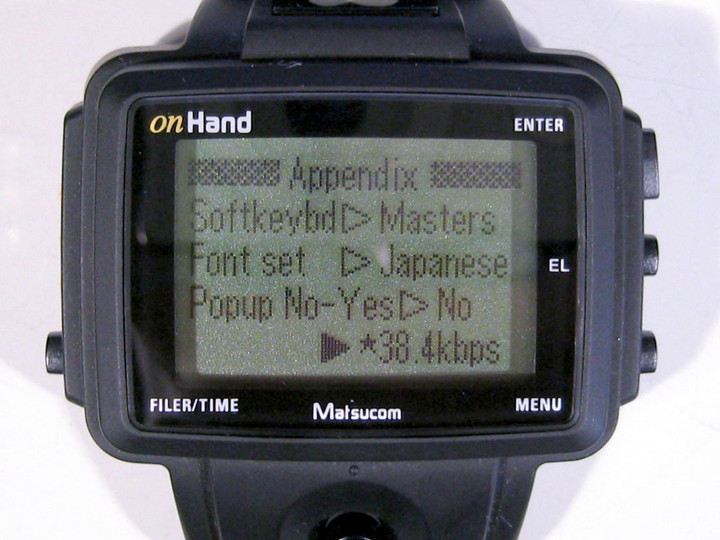 onHand ENTER
Appendix
Softkeybd▷ Masters
Font set ▷ Japanese
EL
Popup No-Yes▷ No
▶ *38.4kbps
FILER/TIME Matsucom MENU